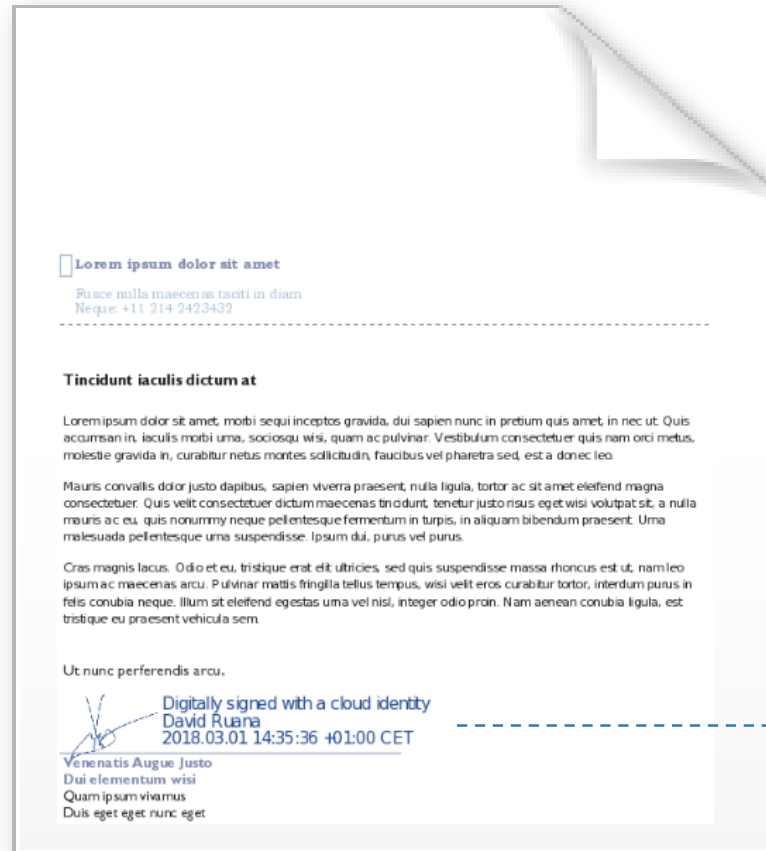 Lorem ipsum dolor sit amet
Fusce nulla maecenas taciti in diam
Neque: +11 214 2423432
Tincidunt iaculis dictum at
Lorem ipsum dolor sit amet, morbi sequi inceptos gravida, dui sapien nunc in pretium quis amet, in nec ut. Quis
accumsan in, iaculis morbi urna, sociosqu wisi, quam ac pulvinar. Vestibulum consectetuer quis nam orci metus,
molestie gravida in, curabitur netus montes sollicitudin, faucibus vel pharetra sed, est a donec leo.
Mauris convallis dolor justo dapibus, sapien viverra praesent, nulla ligula, tortor ac sit amet eleifend magna
consectetuer. Quis velit consectetuer dictum maecenas tincidunt, tenetur justo risus eget wisi volutpat sit, a nulla
mauris ac eu, quis nonummy neque pellentesque fermentum in turpis, in aliquam bibendum praesent. Urna
malesuada pellentesque urna suspendisse. Ipsum dui, purus vel purus.
Cras magnis lacus. Odio et eu, tristique erat elit ultricies, sed quis suspendisse massa rhoncus est ut, nam leo
ipsum ac maecenas arcu. Pulvinar mattis fringilla tellus tempus, wisi velit eros curabitur tortor, interdum purus in
felis conubia neque. Illum sit eleifend egestas urna vel nisl, integer odio proin. Nam aenean conubia ligula, est
tristique eu praesent vehicula sem.
Ut nunc perferendis arcu,
Digitally signed with a cloud identity
David Ruana
2018.03.01 14:35:36 +01:00 CET
Venenatis Augue Justo
Dui elementum wisi
Quam ipsum vivamus
Duis eget eget nunc eget